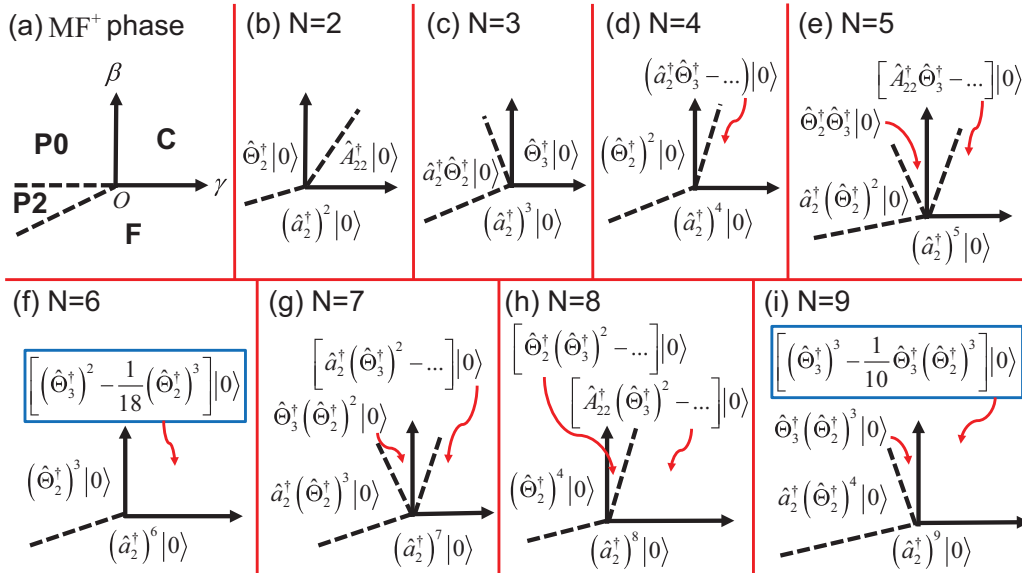 (a) MF⁺ phase
β
P0
C
O
γ
P2
F
(b) N=2
Θ̂₂†|0⟩
Â₂₂†|0⟩
(â₂†)²|0⟩
(c) N=3
â₂†Θ̂₂†|0⟩
Θ̂₃†|0⟩
(â₂†)³|0⟩
(d) N=4
(â₂†Θ̂₃† − ...)|0⟩
(Θ̂₂†)²|0⟩
(â₂†)⁴|0⟩
(e) N=5
[Â₂₂†Θ̂₃† − ...]|0⟩
Θ̂₂†Θ̂₃†|0⟩
â₂†(Θ̂₂†)²|0⟩
(â₂†)⁵|0⟩
(f) N=6
[(Θ̂₃†)² − 1/18 (Θ̂₂†)³]|0⟩
(Θ̂₂†)³|0⟩
(â₂†)⁶|0⟩
(g) N=7
[â₂†(Θ̂₃†)² − ...]|0⟩
Θ̂₃†(Θ̂₂†)²|0⟩
â₂†(Θ̂₂†)³|0⟩
(â₂†)⁷|0⟩
(h) N=8
[Θ̂₂†(Θ̂₃†)² − ...]|0⟩
[Â₂₂†(Θ̂₃†)² − ...]|0⟩
(Θ̂₂†)⁴|0⟩
(â₂†)⁸|0⟩
(i) N=9
[(Θ̂₃†)³ − 1/10 Θ̂₃†(Θ̂₂†)³]|0⟩
Θ̂₃†(Θ̂₂†)³|0⟩
â₂†(Θ̂₂†)⁴|0⟩
(â₂†)⁹|0⟩